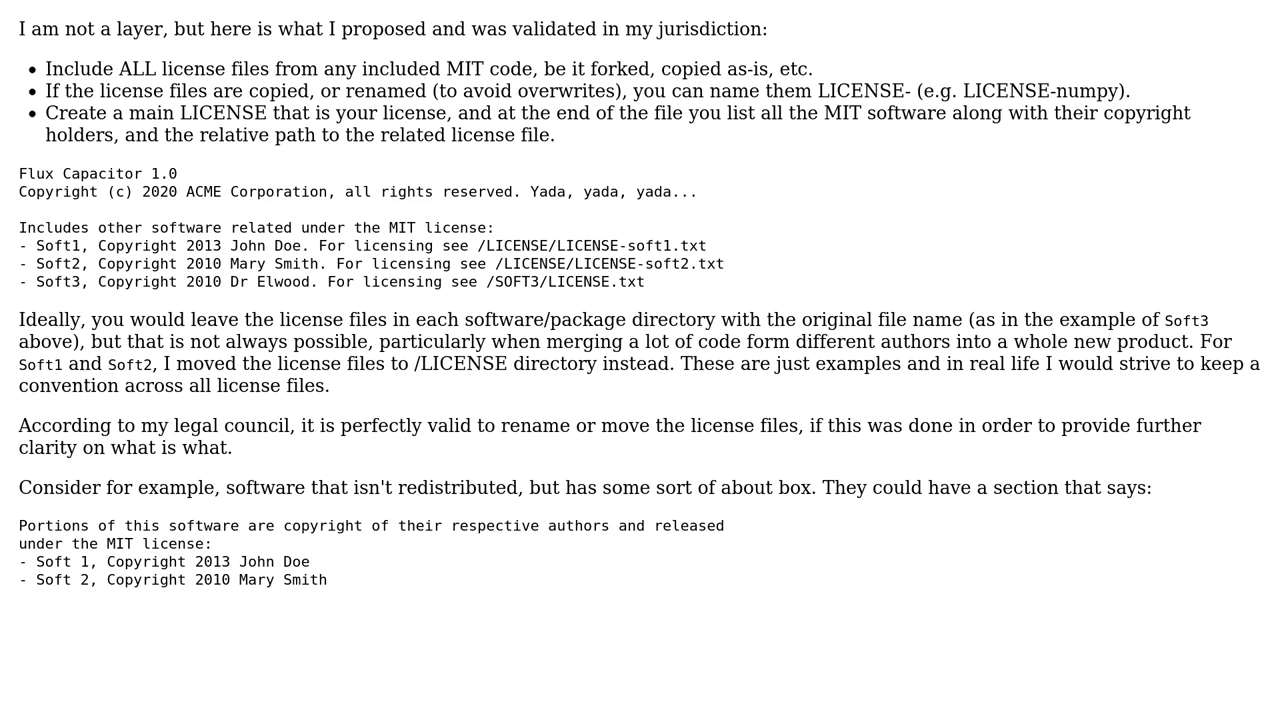 I am not a layer, but here is what I proposed and was validated in my jurisdiction:
• Include ALL license files from any included MIT code, be it forked, copied as-is, etc.
• If the license files are copied, or renamed (to avoid overwrites), you can name them LICENSE- (e.g. LICENSE-numpy).
• Create a main LICENSE that is your license, and at the end of the file you list all the MIT software along with their copyright
holders, and the relative path to the related license file.
Flux Capacitor 1.0
Copyright (c) 2020 ACME Corporation, all rights reserved. Yada, yada, yada...
Includes other software related under the MIT license:
- Soft1, Copyright 2013 John Doe. For licensing see /LICENSE/LICENSE-soft1.txt
- Soft2, Copyright 2010 Mary Smith. For licensing see /LICENSE/LICENSE-soft2.txt
- Soft3, Copyright 2010 Dr Elwood. For licensing see /SOFT3/LICENSE.txt
Ideally, you would leave the license files in each software/package directory with the original file name (as in the example of Soft3
above), but that is not always possible, particularly when merging a lot of code form different authors into a whole new product. For
Soft1 and Soft2, I moved the license files to /LICENSE directory instead. These are just examples and in real life I would strive to keep a
convention across all license files.
According to my legal council, it is perfectly valid to rename or move the license files, if this was done in order to provide further
clarity on what is what.
Consider for example, software that isn't redistributed, but has some sort of about box. They could have a section that says:
Portions of this software are copyright of their respective authors and released
under the MIT license:
- Soft 1, Copyright 2013 John Doe
- Soft 2, Copyright 2010 Mary Smith